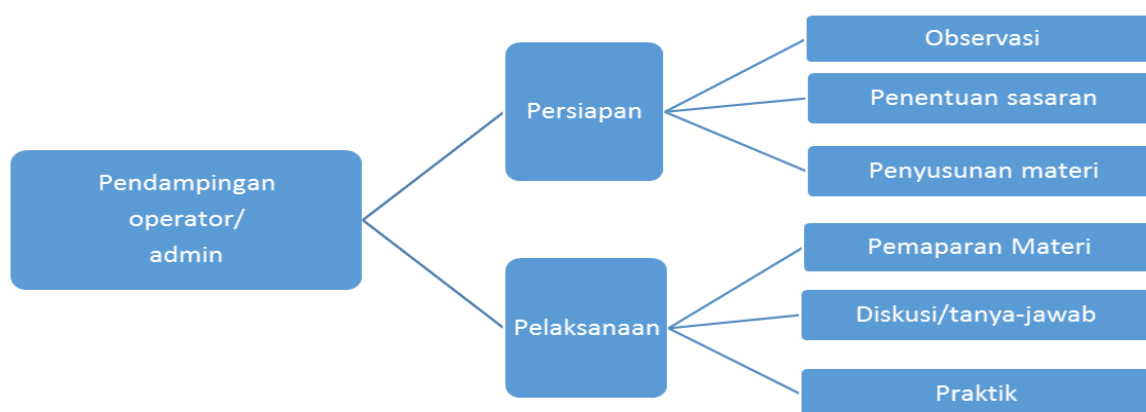 Pendampingan
operator/
admin
Persiapan
Observasi
Penentuan sasaran
Penyusunan materi
Pelaksanaan
Pemaparan Materi
Diskusi/tanya-jawab
Praktik